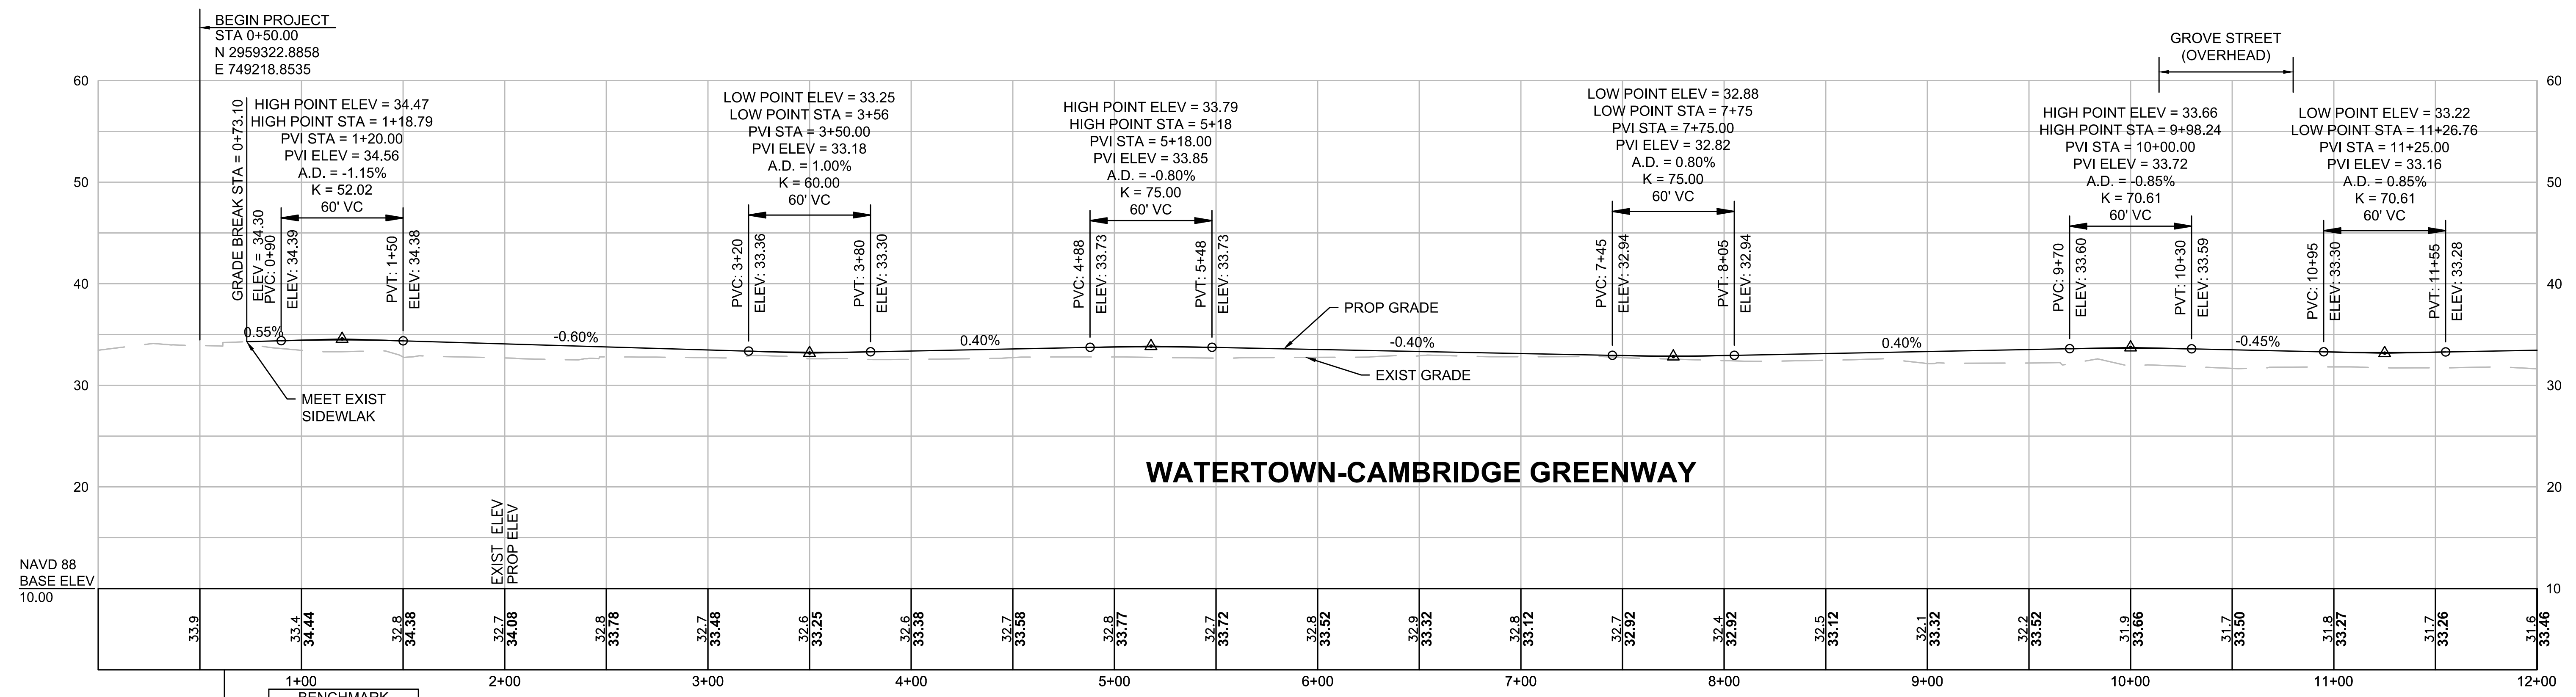 BEGIN PROJECT
STA 0+50.00
N 2959322.8858
E 749218.8535
GROVE STREET
(OVERHEAD)
60
60
50
50
40
40
30
30
20
20
10
GRADE BREAK STA = 0+73.10
ELEV = 34.30
HIGH POINT ELEV = 34.47
HIGH POINT STA = 1+18.79
PVI STA = 1+20.00
PVI ELEV = 34.56
A.D. = -1.15%
K = 52.02
60' VC
PVC: 0+90
ELEV: 34.39
PVT: 1+50
ELEV: 34.38
LOW POINT ELEV = 33.25
LOW POINT STA = 3+56
PVI STA = 3+50.00
PVI ELEV = 33.18
A.D. = 1.00%
K = 60.00
60' VC
PVC: 3+20
ELEV: 33.36
PVT: 3+80
ELEV: 33.30
HIGH POINT ELEV = 33.79
HIGH POINT STA = 5+18
PVI STA = 5+18.00
PVI ELEV = 33.85
A.D. = -0.80%
K = 75.00
60' VC
PVC: 4+88
ELEV: 33.73
PVT: 5+48
ELEV: 33.73
LOW POINT ELEV = 32.88
LOW POINT STA = 7+75
PVI STA = 7+75.00
PVI ELEV = 32.82
A.D. = 0.80%
K = 75.00
60' VC
PVC: 7+45
ELEV: 32.94
PVT: 8+05
ELEV: 32.94
HIGH POINT ELEV = 33.66
HIGH POINT STA = 9+98.24
PVI STA = 10+00.00
PVI ELEV = 33.72
A.D. = -0.85%
K = 70.61
60' VC
PVC: 9+70
ELEV: 33.60
PVT: 10+30
ELEV: 33.59
LOW POINT ELEV = 33.22
LOW POINT STA = 11+26.76
PVI STA = 11+25.00
PVI ELEV = 33.16
A.D. = 0.85%
K = 70.61
60' VC
PVC: 10+95
ELEV: 33.30
PVT: 11+55
ELEV: 33.28
0.55%
-0.60%
0.40%
-0.40%
0.40%
-0.45%
PROP GRADE
EXIST GRADE
MEET EXIST
SIDEWLAK
WATERTOWN-CAMBRIDGE GREENWAY
EXIST ELEV
PROP ELEV
NAVD 88
BASE ELEV
10.00
33.9
33.4
34.44
32.8
34.38
32.7
34.08
32.8
33.78
32.7
33.48
32.6
33.25
32.6
33.38
32.7
33.58
32.8
33.77
32.7
33.72
32.8
33.52
32.9
33.32
32.8
33.12
32.7
32.92
32.4
32.92
32.5
33.12
32.1
33.32
32.2
33.52
31.9
33.66
31.7
33.50
31.8
33.27
31.7
33.26
31.6
33.46
1+00
2+00
3+00
4+00
5+00
6+00
7+00
8+00
9+00
10+00
11+00
12+00
BENCHMARK